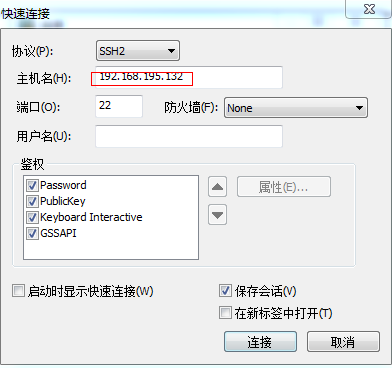 快速连接
协议(P): SSH2
主机名(H): 192.168.195.132
端口(O): 22 防火墙(F): None
用户名(U):
鉴权
Password
PublicKey
Keyboard Interactive
GSSAPI
属性(E)...
启动时显示快速连接(W) 保存会话(V)
在新标签中打开(T)
连接 取消